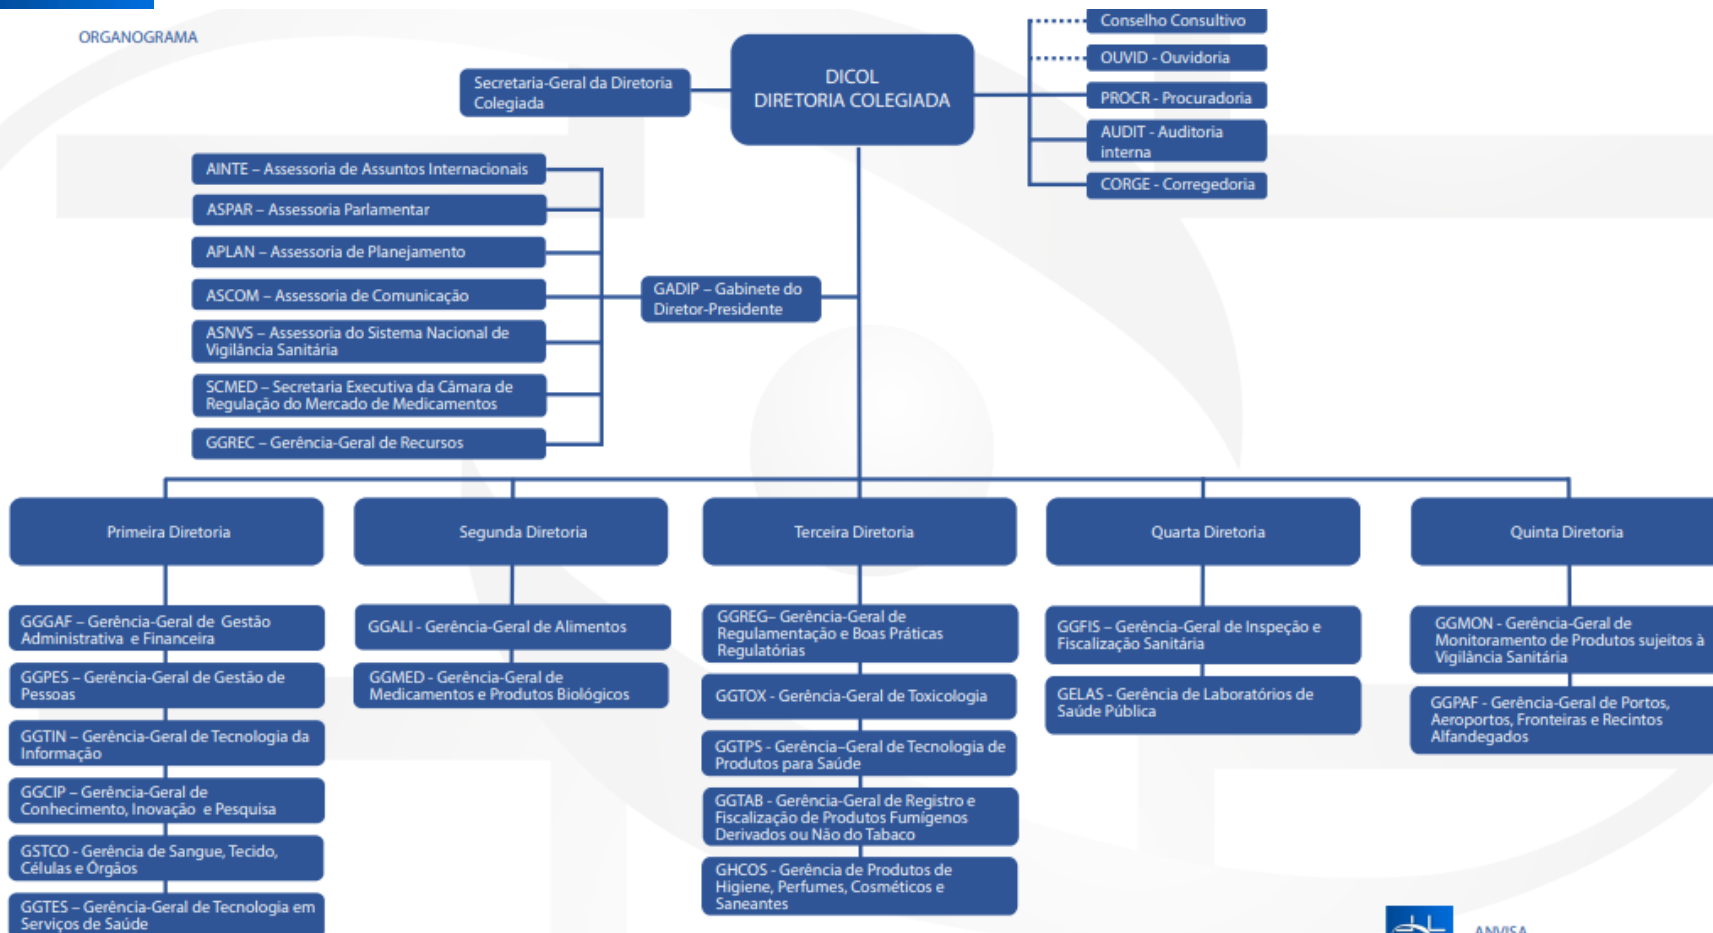 ORGANOGRAMA
Secretaria-Geral da Diretoria
Colegiada
DICOL
DIRETORIA COLEGIADA
Conselho Consultivo
OUVID - Ouvidoria
PROCR - Procuradoria
AUDIT - Auditoria
interna
CORGE - Corregedoria
AINTE – Assessoria de Assuntos Internacionais
ASPAR – Assessoria Parlamentar
APLAN – Assessoria de Planejamento
ASCOM – Assessoria de Comunicação
ASNVS – Assessoria do Sistema Nacional de
Vigilância Sanitária
SCMED – Secretaria Executiva da Câmara de
Regulação do Mercado de Medicamentos
GGREC – Gerência-Geral de Recursos
GADIP – Gabinete do
Diretor-Presidente
Primeira Diretoria
GGGAF – Gerência-Geral de Gestão
Administrativa e Financeira
GGPES – Gerência-Geral de Gestão de
Pessoas
GGTIN – Gerência-Geral de Tecnologia da
Informação
GGCIP – Gerência-Geral de
Conhecimento, Inovação e Pesquisa
GSTCO - Gerência de Sangue, Tecido,
Células e Órgãos
GGTES – Gerência-Geral de Tecnologia em
Serviços de Saúde
Segunda Diretoria
GGALI - Gerência-Geral de Alimentos
GGMED - Gerência-Geral de
Medicamentos e Produtos Biológicos
Terceira Diretoria
GGREG– Gerência-Geral de
Regulamentação e Boas Práticas
Regulatórias
GGTOX - Gerência-Geral de Toxicologia
GGTPS - Gerência–Geral de Tecnologia de
Produtos para Saúde
GGTAB - Gerência-Geral de Registro e
Fiscalização de Produtos Fumígenos
Derivados ou Não do Tabaco
GHCOS - Gerência de Produtos de
Higiene, Perfumes, Cosméticos e
Saneantes
Quarta Diretoria
GGFIS – Gerência-Geral de Inspeção e
Fiscalização Sanitária
GELAS - Gerência de Laboratórios de
Saúde Pública
Quinta Diretoria
GGMON - Gerência-Geral de
Monitoramento de Produtos sujeitos à
Vigilância Sanitária
GGPAF - Gerência-Geral de Portos,
Aeroportos, Fronteiras e Recintos
Alfandegados
ANVISA